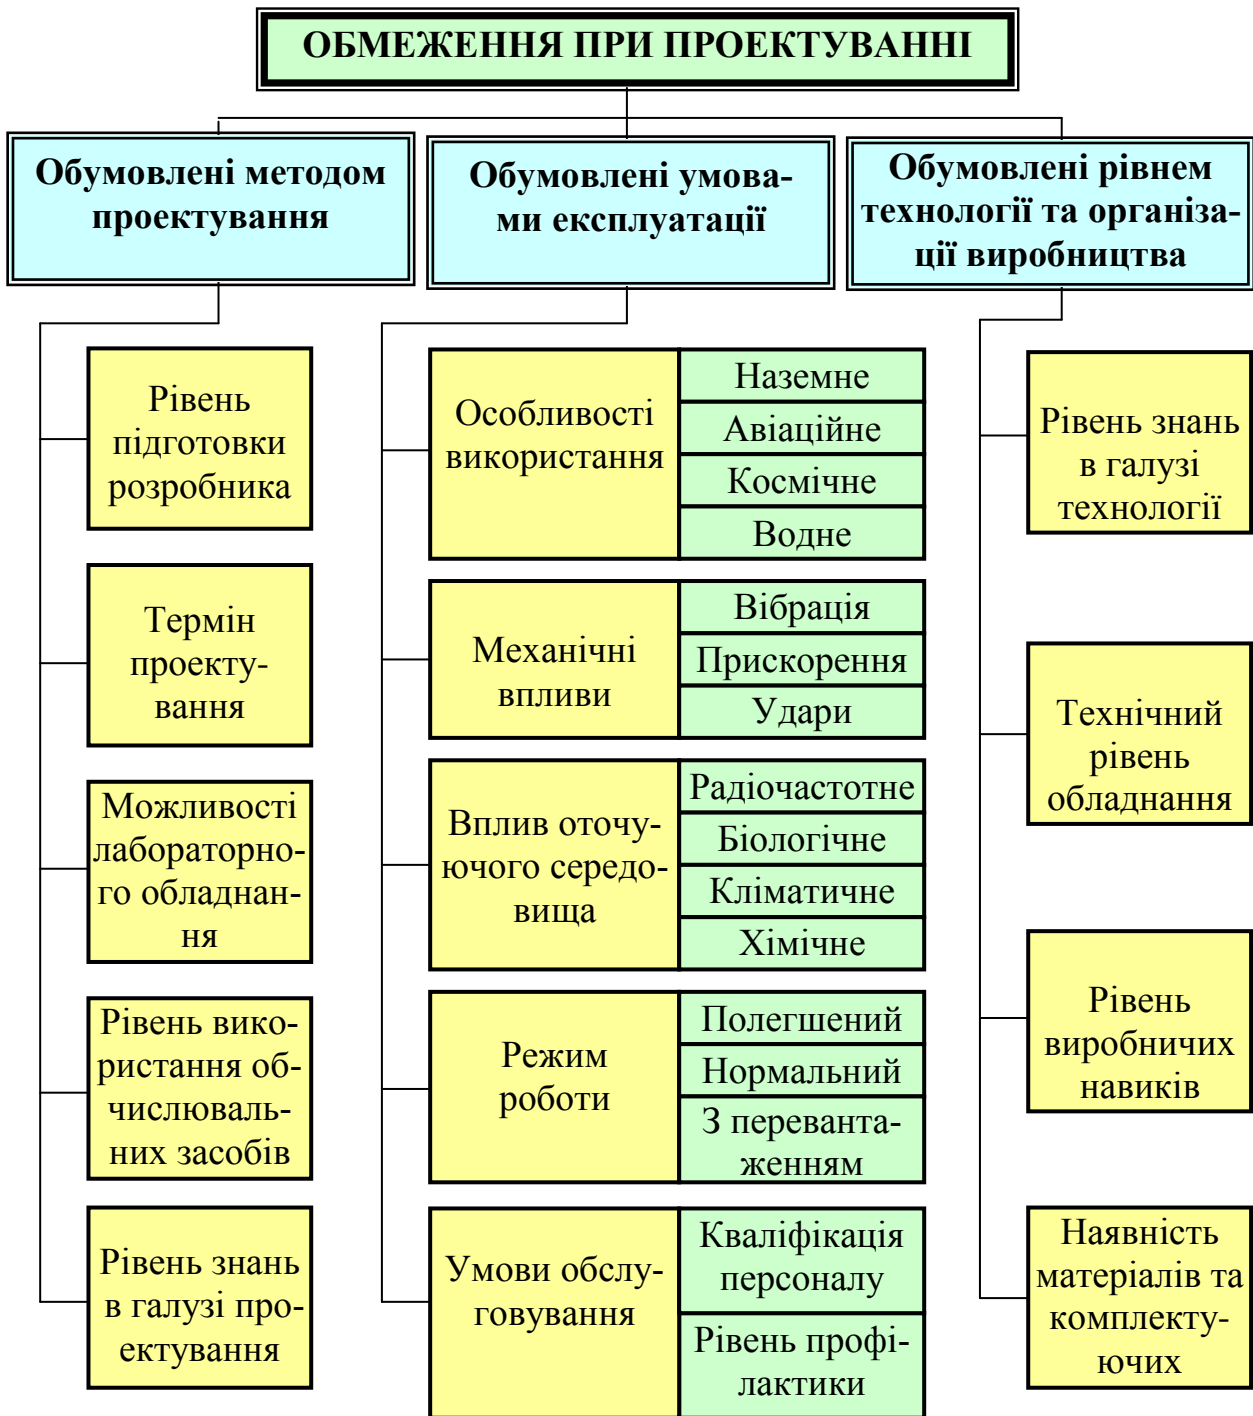 ОБМЕЖЕННЯ ПРИ ПРОЕКТУВАННІ
Обумовлені методом
проектування
Обумовлені умова-
ми експлуатації
Обумовлені рівнем
технології та організа-
ції виробництва
Рівень
підготовки
розробника
Термін
проекту-
вання
Можливості
лабораторно-
го обладнан-
ня
Рівень вико-
ристання об-
числюваль-
них засобів
Рівень знань
в галузі про-
ектування
Особливості
використання
Наземне
Авіаційне
Космічне
Водне
Механічні
впливи
Вібрація
Прискорення
Удари
Вплив оточу-
ючого середо-
вища
Радіочастотне
Біологічне
Кліматичне
Хімічне
Режим
роботи
Полегшений
Нормальний
З переванта-
женням
Умови обслу-
говування
Кваліфікація
персоналу
Рівень профі-
лактики
Рівень знань
в галузі
технології
Технічний
рівень
обладнання
Рівень
виробничих
навиків
Наявність
матеріалів та
комплекту-
ючих